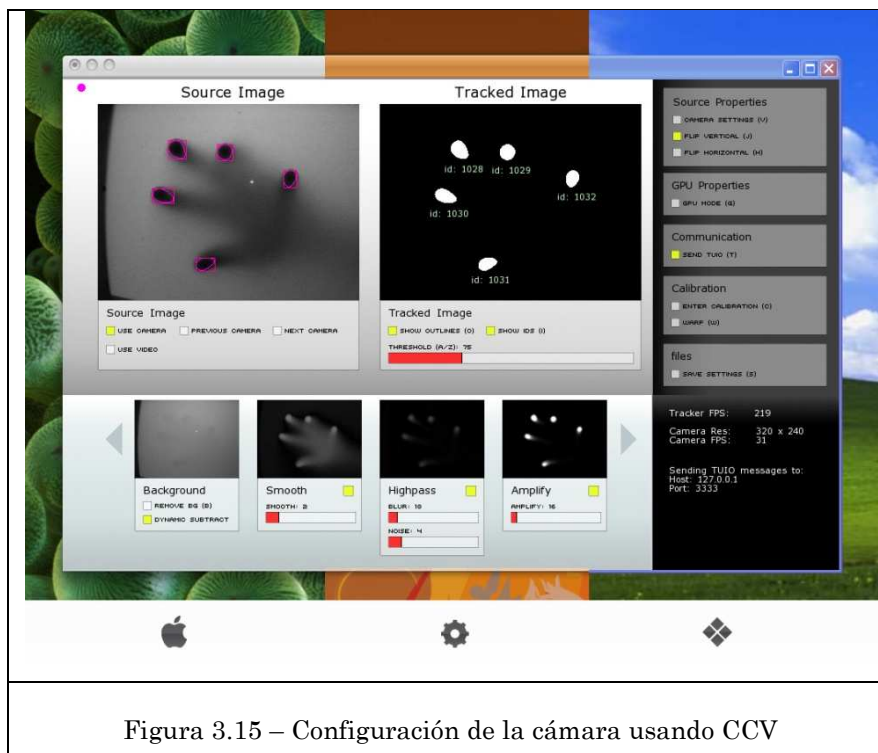 Source Image
Tracked Image
id: 1028
id: 1029
id: 1030
id: 1032
id: 1031
Source Image
USE CAMERA
PREVIOUS CAMERA
NEXT CAMERA
USE VIDEO
Tracked Image
SHOW OUTLINES (O)
SHOW IDS (I)
THRESHOLD (A/Z): 75
Source Properties
CAMERA SETTINGS (V)
FLIP VERTICAL (J)
FLIP HORIZONTAL (H)
GPU Properties
GPU MODE (G)
Communication
SEND TUIO (T)
Calibration
ENTER CALIBRATION (C)
WARP (W)
files
SAVE SETTINGS (S)
Tracker FPS: 219
Camera Res: 320 x 240
Camera FPS: 31
Sending TUIO messages to:
Host: 127.0.0.1
Port: 3333
Background
REMOVE BG (B)
DYNAMIC SUBTRACT
Smooth
SMOOTH: 2
Highpass
BLUR: 10
NOISE: 4
Amplify
AMPLIFY: 16
Figura 3.15 – Configuración de la cámara usando CCV